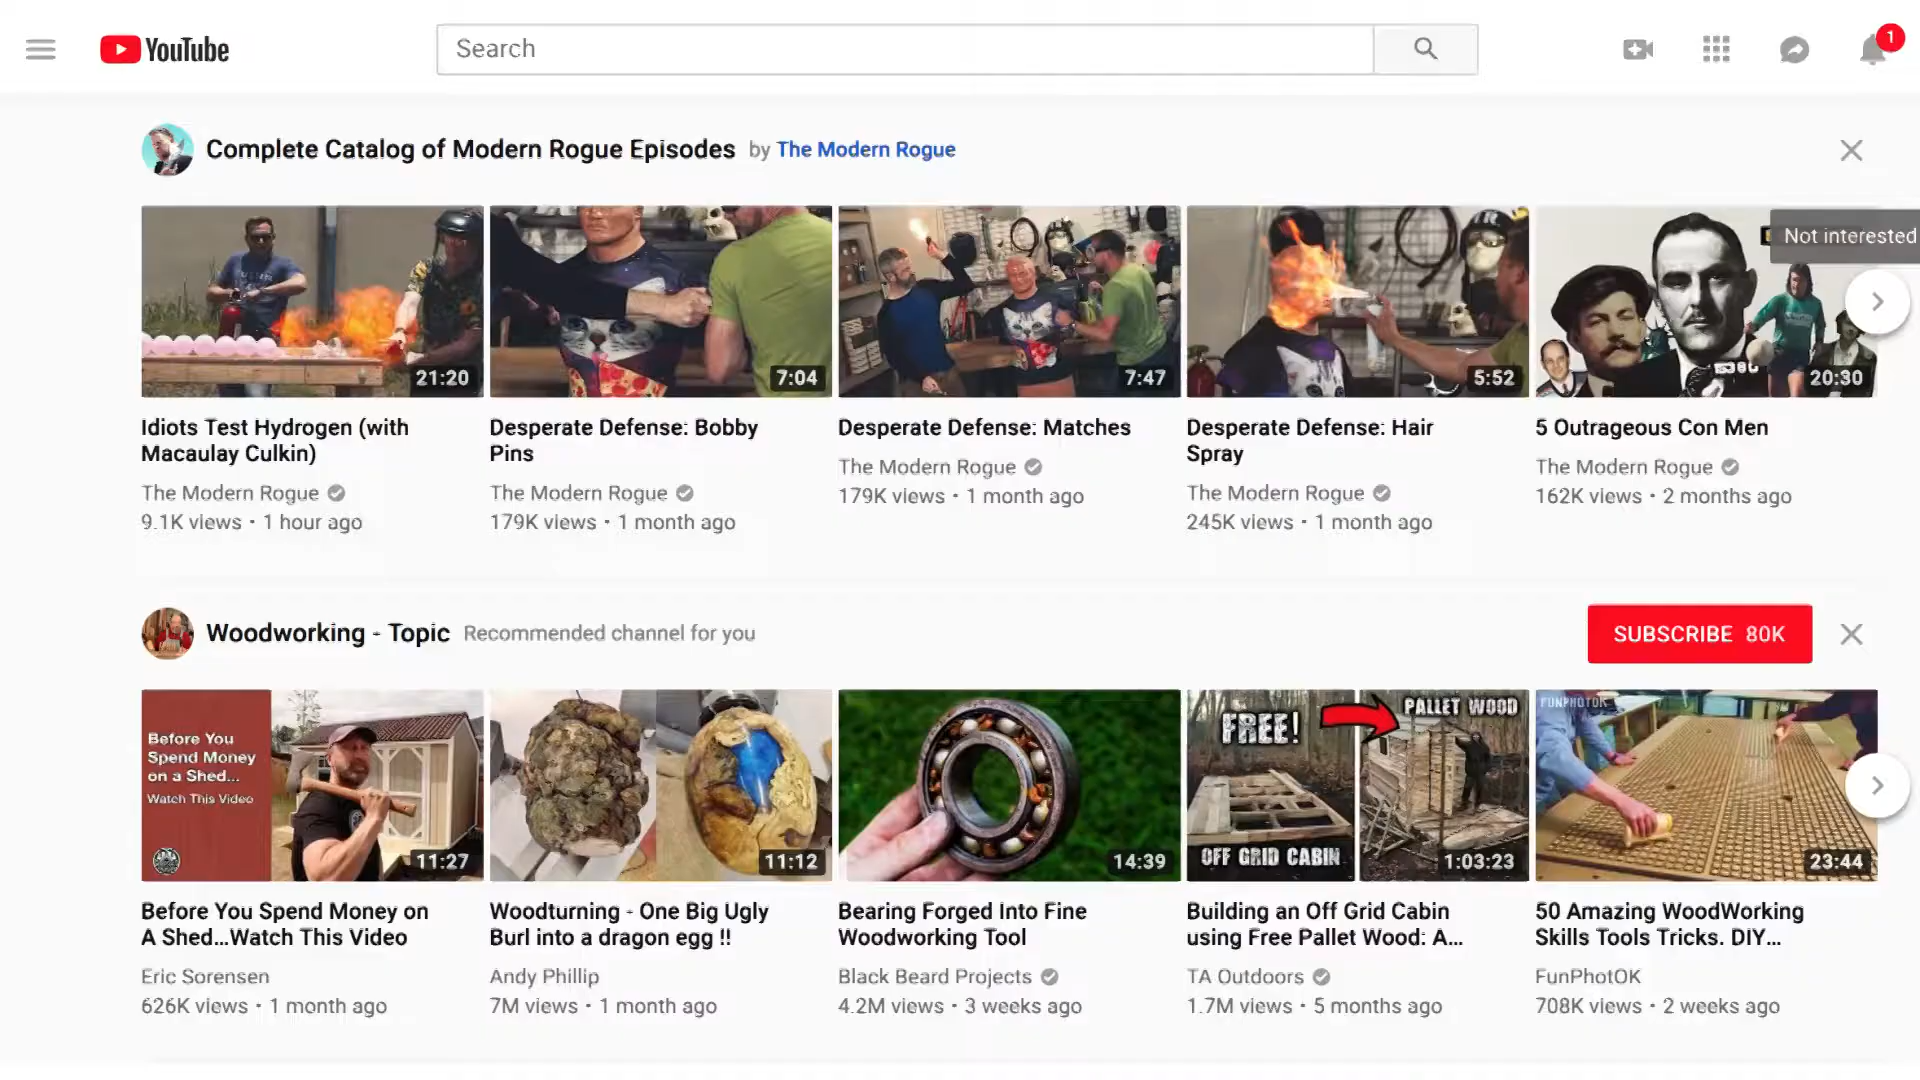 YouTube
Search
1
Complete Catalog of Modern Rogue Episodes by The Modern Rogue
Not interested
21:20
7:04
7:47
5:52
20:30
Idiots Test Hydrogen (with
Macaulay Culkin)
The Modern Rogue
9.1K views • 1 hour ago
Desperate Defense: Bobby
Pins
The Modern Rogue
179K views • 1 month ago
Desperate Defense: Matches
The Modern Rogue
179K views • 1 month ago
Desperate Defense: Hair
Spray
The Modern Rogue
245K views • 1 month ago
5 Outrageous Con Men
The Modern Rogue
162K views • 2 months ago
Woodworking - Topic Recommended channel for you
SUBSCRIBE 80K
Before You
Spend Money
on a Shed...
Watch This Video
11:27
11:12
14:39
FREE!
PALLET WOOD
OFF GRID CABIN
1:03:23
FUNPHOTOK
23:44
Before You Spend Money on
A Shed...Watch This Video
Eric Sorensen
626K views • 1 month ago
Woodturning - One Big Ugly
Burl into a dragon egg !!
Andy Phillip
7M views • 1 month ago
Bearing Forged Into Fine
Woodworking Tool
Black Beard Projects
4.2M views • 3 weeks ago
Building an Off Grid Cabin
using Free Pallet Wood: A...
TA Outdoors
1.7M views • 5 months ago
50 Amazing WoodWorking
Skills Tools Tricks. DIY...
FunPhotOK
708K views • 2 weeks ago